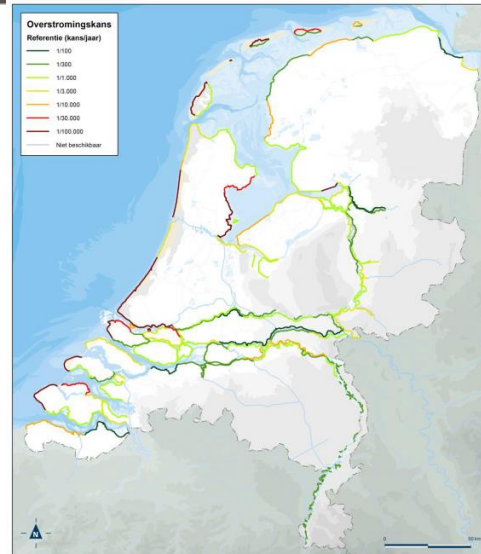 Overstromingskans
Referentie (kans/jaar)
1/100
1/300
1/1.000
1/3.000
1/10.000
1/30.000
1/100.000
Niet beschikbaar
N
0
50 km